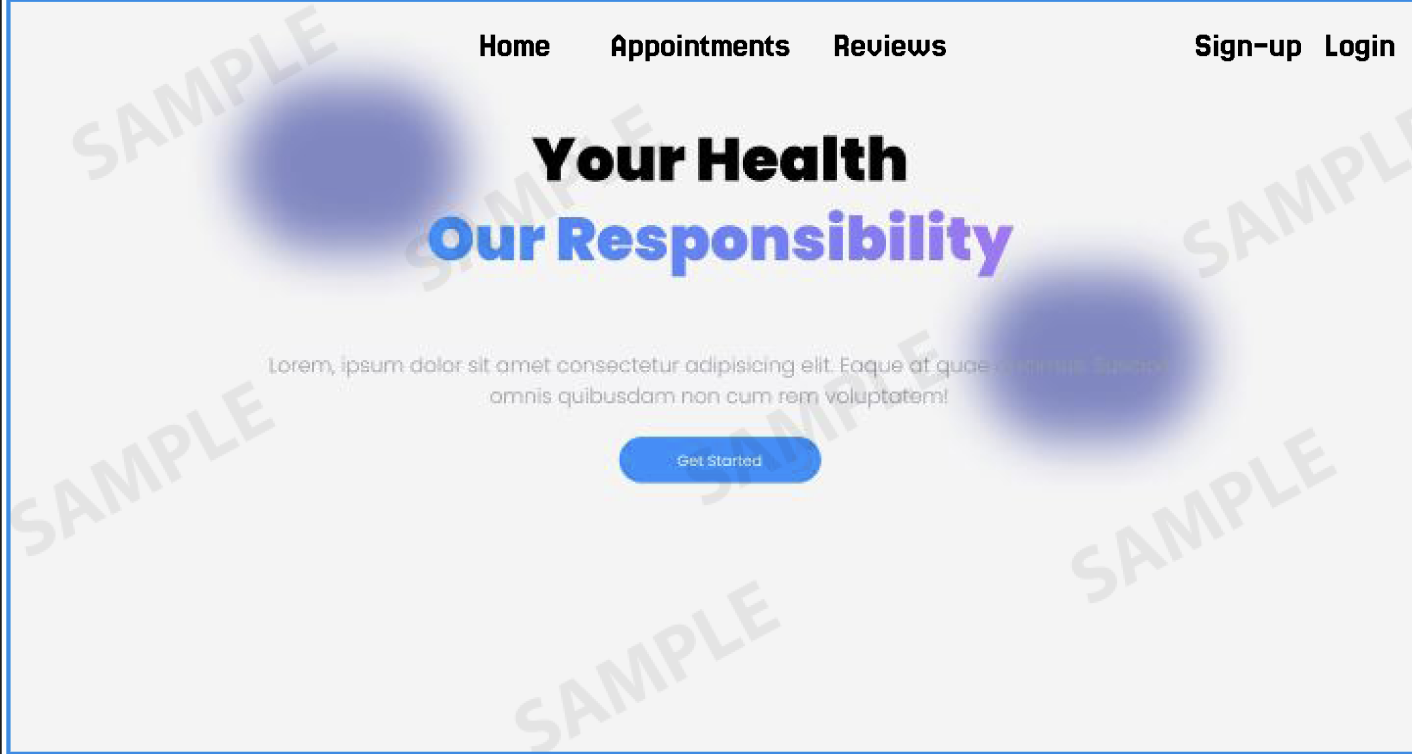 Home Appointments Reviews Sign-up Login
Your Health
Our Responsibility
Lorem, ipsum dolor sit amet consectetur adipisicing elit. Eaque at quae
omnis quibusdam non cum rem voluptatem!
Get Started
SAMPLE
SAMPLE
SAMPLE
SAMPLE
SAMPLE
SAMPLE
SAMPLE